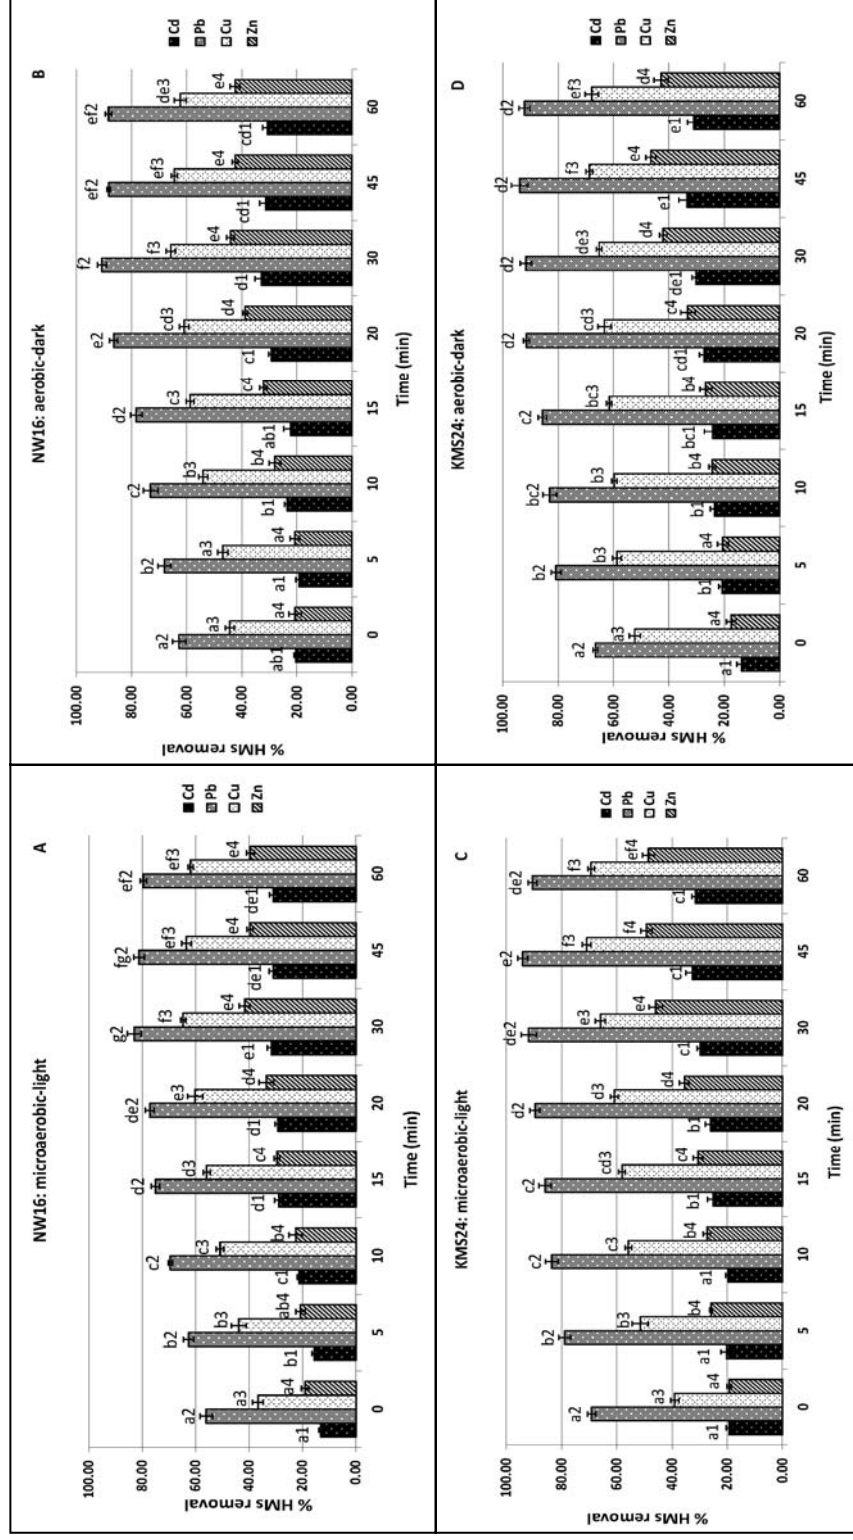 NW16: microaerobic-light
A
% HMs removal
100.00
80.00
60.00
40.00
20.00
0.00
a1 a2 a3 a4
b1 b2 b3 ab4
c1 c2 c3 b4
d1 d2 d3 c4
d1 de2 e3 d4
e1 g2 f3 e4
de1 fg2 ef3 e4
de1 ef2 ef3 e4
0 5 10 15 20 30 45 60
Time (min)
Cd
Pb
Cu
Zn
NW16: aerobic-dark
B
% HMs removal
100.00
80.00
60.00
40.00
20.00
0.00
ab1 a2 a3 a4
a1 b2 a3 a4
b1 c2 b3 b4
ab1 d2 c3 c4
c1 e2 cd3 d4
d1 f2 f3 e4
cd1 ef2 ef3 e4
cd1 ef2 de3 e4
0 5 10 15 20 30 45 60
Time (min)
Cd
Pb
Cu
Zn
KMS24: microaerobic-light
C
% HMs removal
100.00
80.00
60.00
40.00
20.00
0.00
a1 a2 a3 a4
a1 b2 b3 b4
a1 c2 c3 b4
b1 c2 cd3 c4
b1 d2 d3 d4
c1 de2 e3 e4
c1 e2 f3 f4
c1 de2 f3 ef4
0 5 10 15 20 30 45 60
Time (min)
Cd
Pb
Cu
Zn
KMS24: aerobic-dark
D
% HMs removal
100.00
80.00
60.00
40.00
20.00
0.00
a1 a2 a3 a4
b1 b2 b3 a4
b1 bc2 b3 b4
bc1 c2 bc3 b4
cd1 d2 cd3 c4
de1 d2 de3 d4
e1 d2 f3 e4
e1 d2 ef3 d4
0 5 10 15 20 30 45 60
Time (min)
Cd
Pb
Cu
Zn